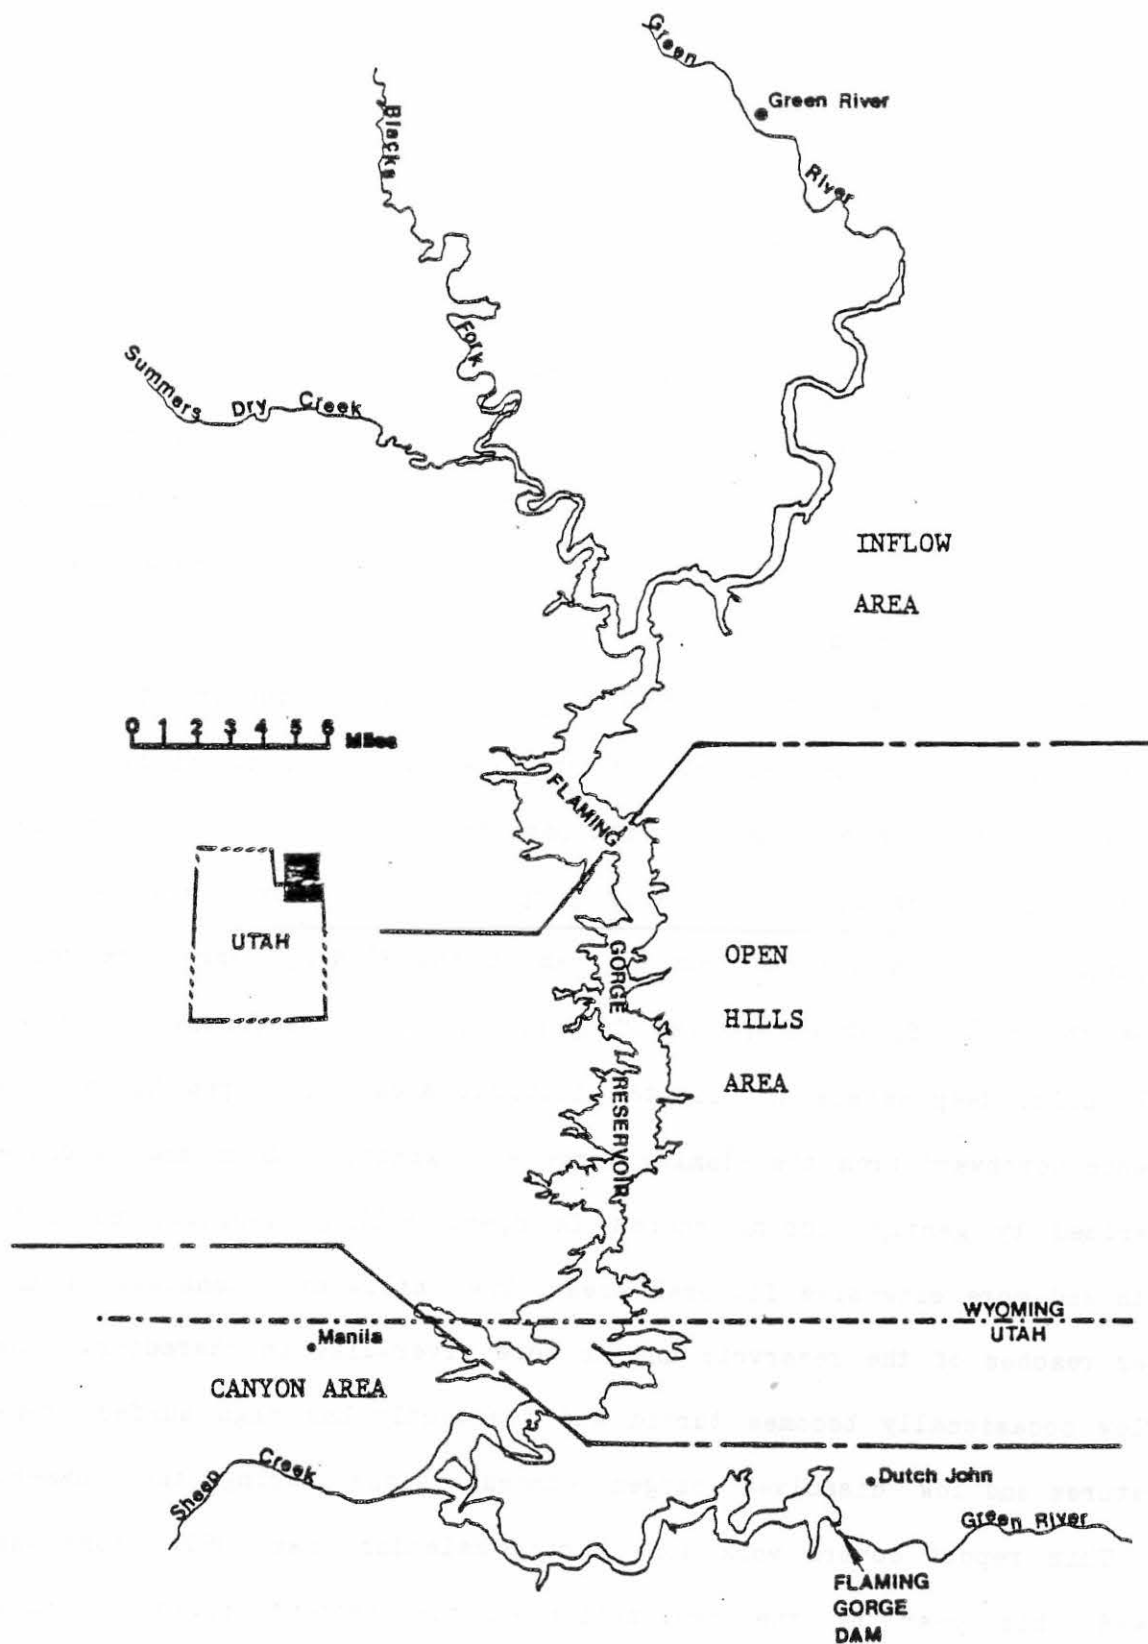 Green
Green River
River
Blacks
Fork
Summers Dry Creek
INFLOW
AREA
0 1 2 3 4 5 6 Miles
FLAMING
GORGE
RESERVOIR
UTAH
OPEN
HILLS
AREA
WYOMING
UTAH
Manila
CANYON AREA
Sheep Creek
Dutch John
Green River
FLAMING
GORGE
DAM